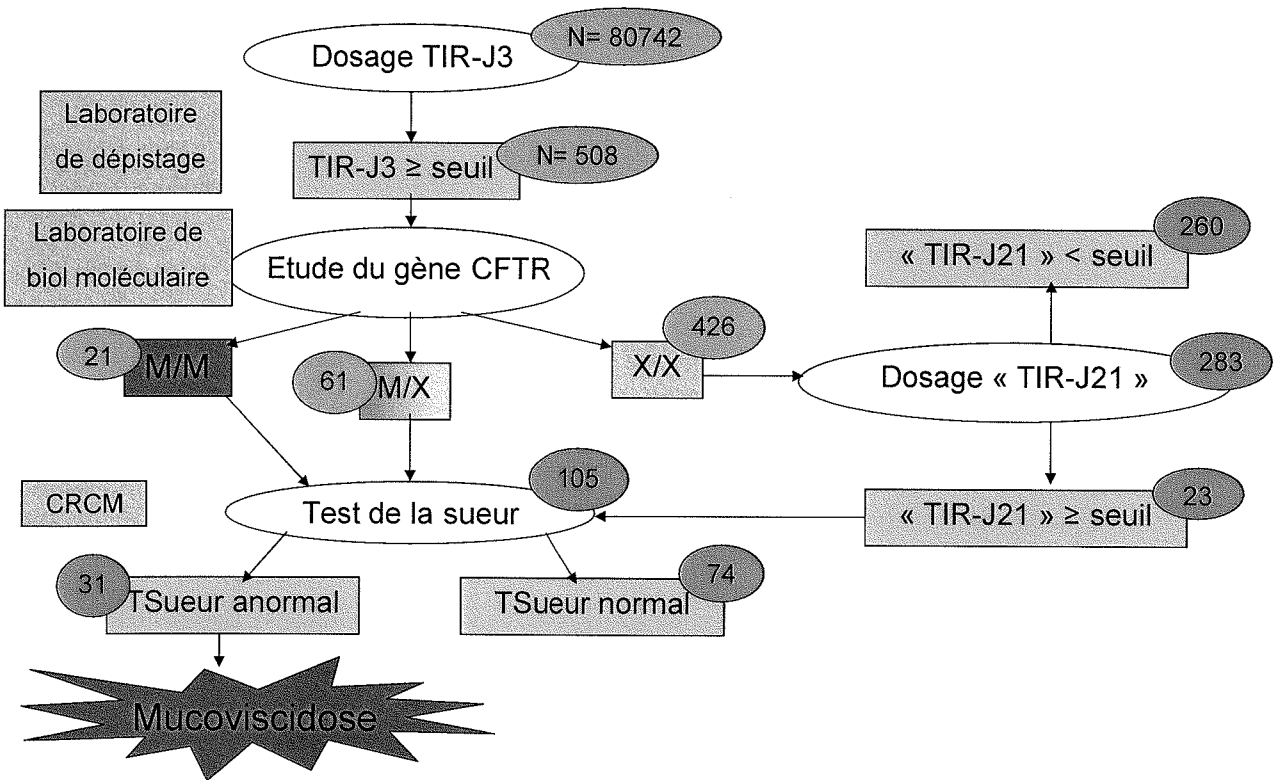 Dosage TIR-J3
N= 80742
Laboratoire
de dépistage
TIR-J3 ≥ seuil
N= 508
Laboratoire de
biol moléculaire
Etude du gène CFTR
21
M/M
61
M/X
X/X
426
« TIR-J21 » < seuil
260
Dosage « TIR-J21 »
283
« TIR-J21 » ≥ seuil
23
CRCM
Test de la sueur
105
31
TSueur anormal
TSueur normal
74
Mucoviscidose